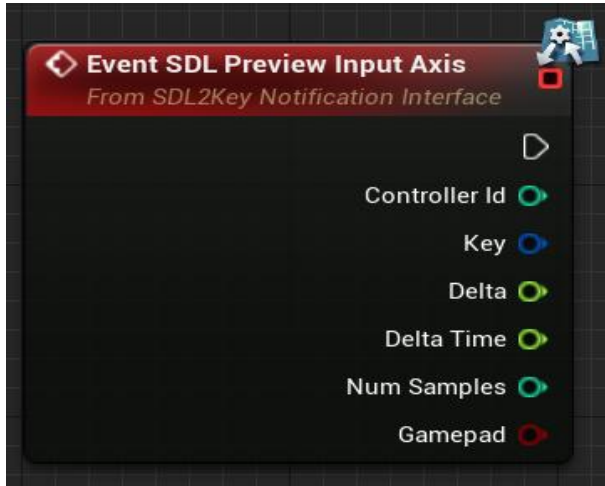 Event SDL Preview Input Axis
From SDL2Key Notification Interface
Controller Id
Key
Delta
Delta Time
Num Samples
Gamepad